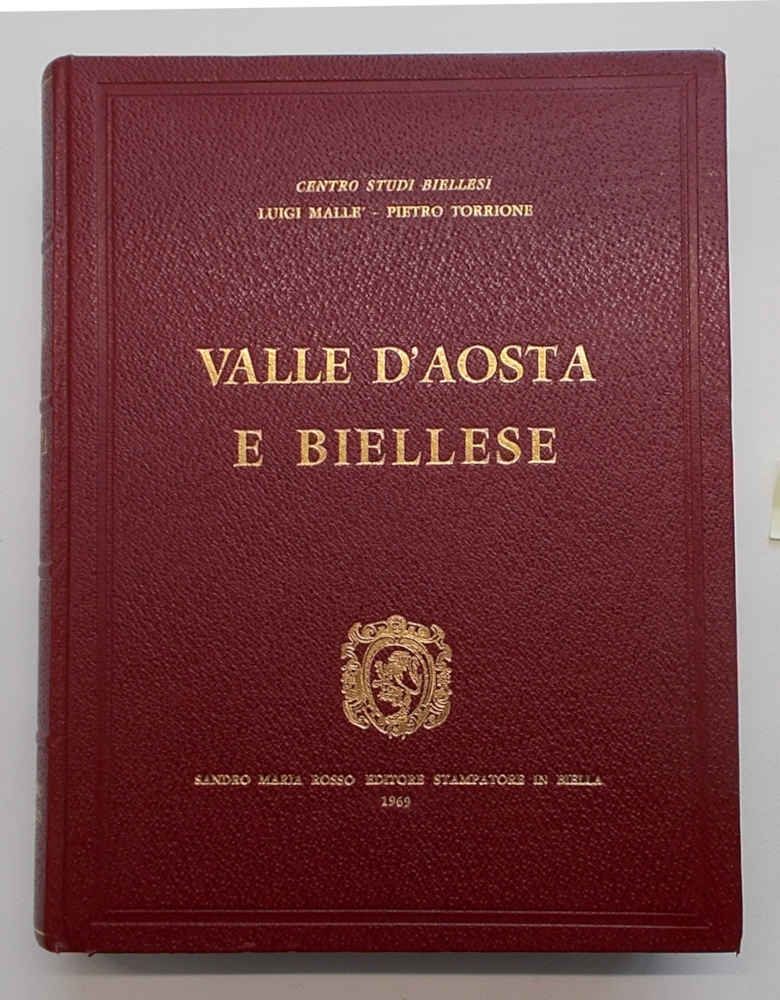 CENTRO STUDI BIELLESI
LUIGI MALLE' - PIETRO TORRIONE
VALLE D'AOSTA
E BIELLESE
SANDRO MARIA ROSSO EDITORE STAMPATORE IN BIELLA
1969